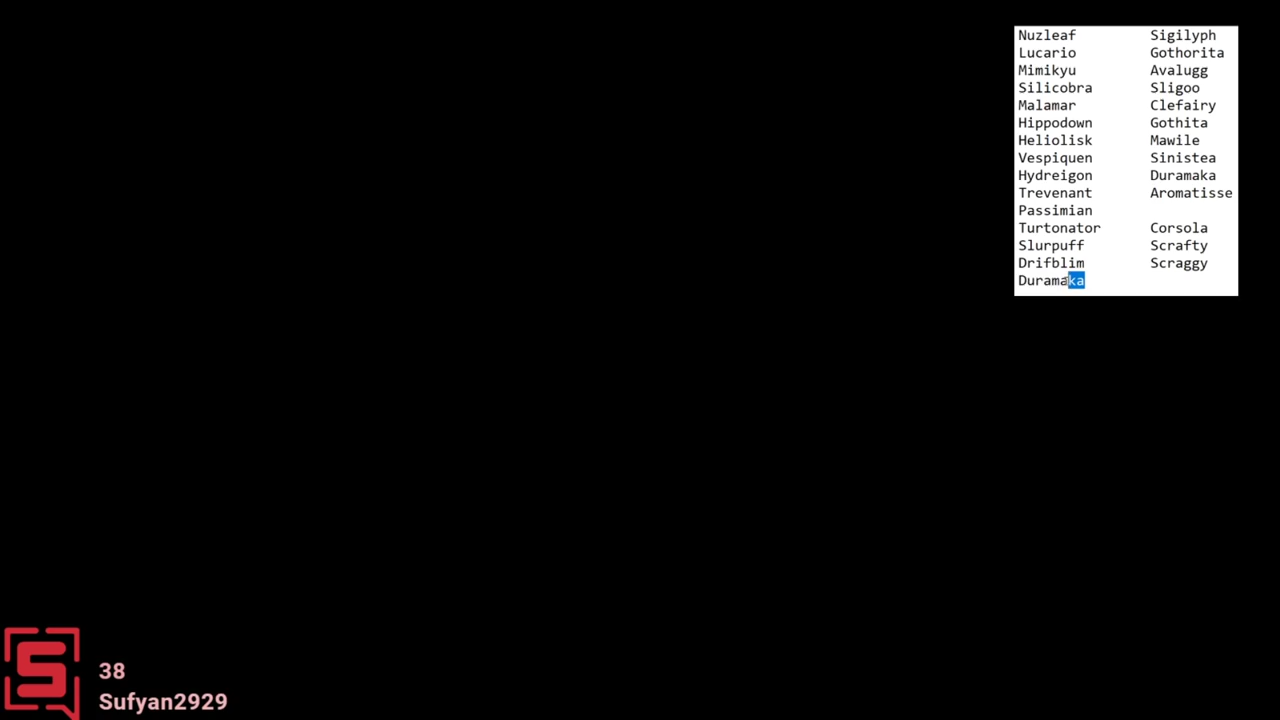 Nuzleaf Sigilyph
Lucario Gothorita
Mimikyu Avalugg
Silicobra Sligoo
Malamar Clefairy
Hippodown Gothita
Heliolisk Mawile
Vespiquen Sinistea
Hydreigon Duramaka
Trevenant Aromatisse
Passimian
Turtonator Corsola
Slurpuff Scrafty
Drifblim Scraggy
Duramaka
38
Sufyan2929